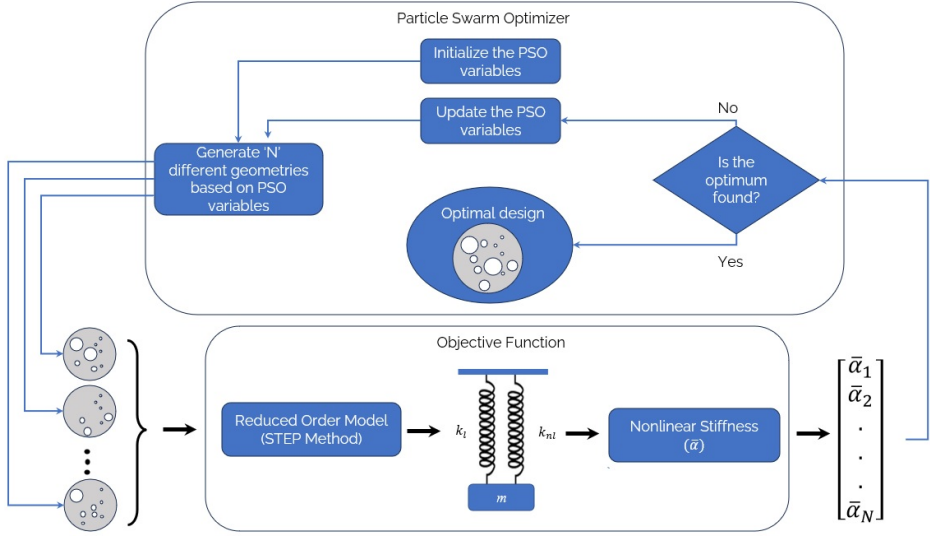 Particle Swarm Optimizer
Initialize the PSO
variables
Update the PSO
variables
No
Generate 'N'
different geometries
based on PSO
variables
Is the
optimum
found?
Optimal design
Yes
Objective Function
Reduced Order Model
(STEP Method)
k_l
k_{nl}
m
Nonlinear Stiffness
(ᾱ)
ᾱ_1
ᾱ_2
.
.
.
ᾱ_N